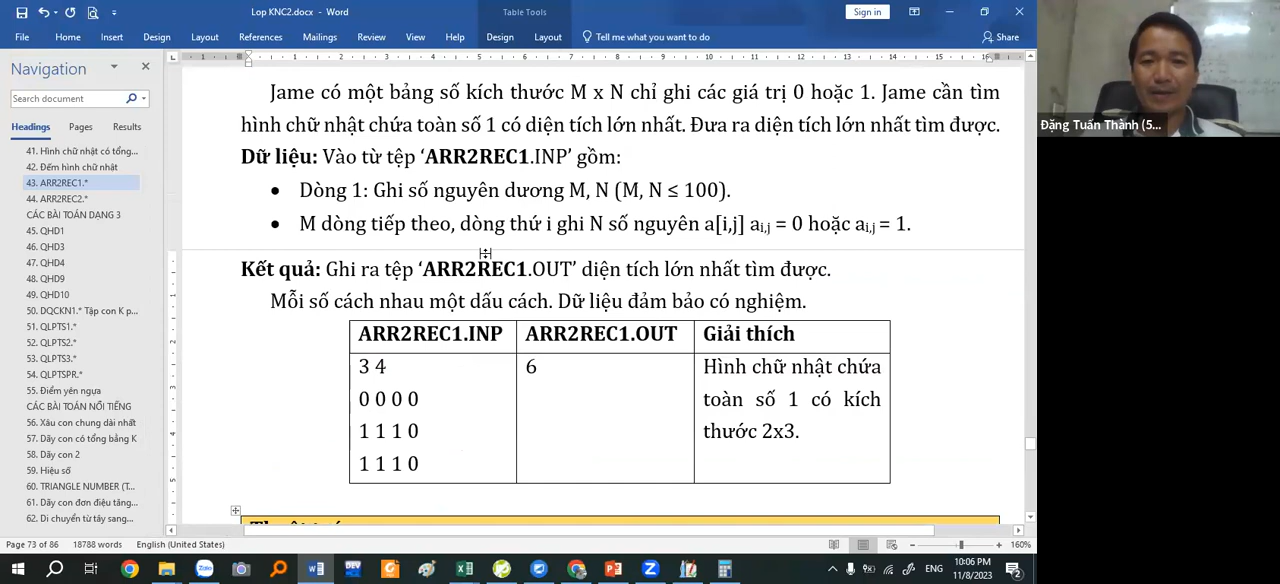 Lop KNC2.docx - Word
Table Tools
Sign in
File
Home
Insert
Design
Layout
References
Mailings
Review
View
Help
Design
Layout
Tell me what you want to do
Share
Navigation
Search document
Headings
Pages
Results
41. Hình chữ nhật có tổng...
42. Đếm hình chữ nhật
43. ARR2REC1.*
44. ARR2REC2.*
CÁC BÀI TOÁN DẠNG 3
45. QHD1
46. QHD3
47. QHD4
48. QHD9
49. QHD10
50. DQCKN1.* Tập con K p...
51. QLPTS1.*
52. QLPTS2.*
53. QLPTS3.*
54. QLPTSPR.*
55. Điểm yên ngựa
CÁC BÀI TOÁN NỔI TIẾNG
56. Xâu con chung dài nhất
57. Dãy con có tổng bằng K
58. Dãy con 2
59. Hiệu số
60. TRIANGLE NUMBER (T...
61. Dãy con đơn điệu tăng...
62. Di chuyển từ tây sang...
Jame có một bảng số kích thước M x N chỉ ghi các giá trị 0 hoặc 1. Jame cần tìm
hình chữ nhật chứa toàn số 1 có diện tích lớn nhất. Đưa ra diện tích lớn nhất tìm được.
Dữ liệu: Vào từ tệp ‘ARR2REC1.INP’ gồm:
• Dòng 1: Ghi số nguyên dương M, N (M, N ≤ 100).
• M dòng tiếp theo, dòng thứ i ghi N số nguyên a[i,j] ai,j = 0 hoặc ai,j = 1.
Kết quả: Ghi ra tệp ‘ARR2REC1.OUT’ diện tích lớn nhất tìm được.
Mỗi số cách nhau một dấu cách. Dữ liệu đảm bảo có nghiệm.
ARR2REC1.INP ARR2REC1.OUT Giải thích
3 4 6 Hình chữ nhật chứa
0 0 0 0 toàn số 1 có kích
1 1 1 0 thước 2x3.
1 1 1 0
Đặng Tuấn Thành (5...
Page 73 of 86
18788 words
English (United States)
160%
ENG
10:06 PM
11/8/2023